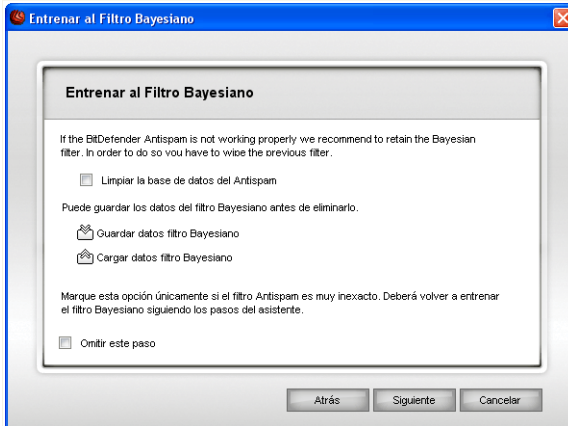 Entrenar al Filtro Bayesiano
Entrenar al Filtro Bayesiano
If the BitDefender Antispam is not working properly we recommend to retain the Bayesian
filter. In order to do so you have to wipe the previous filter.
Limpiar la base de datos del Antispam
Puede guardar los datos del filtro Bayesiano antes de eliminarlo.
Guardar datos filtro Bayesiano
Cargar datos filtro Bayesiano
Marque esta opción únicamente si el filtro Antispam es muy inexacto. Deberá volver a entrenar
el filtro Bayesiano siguiendo los pasos del asistente.
Omitir este paso
Atrás Siguiente Cancelar